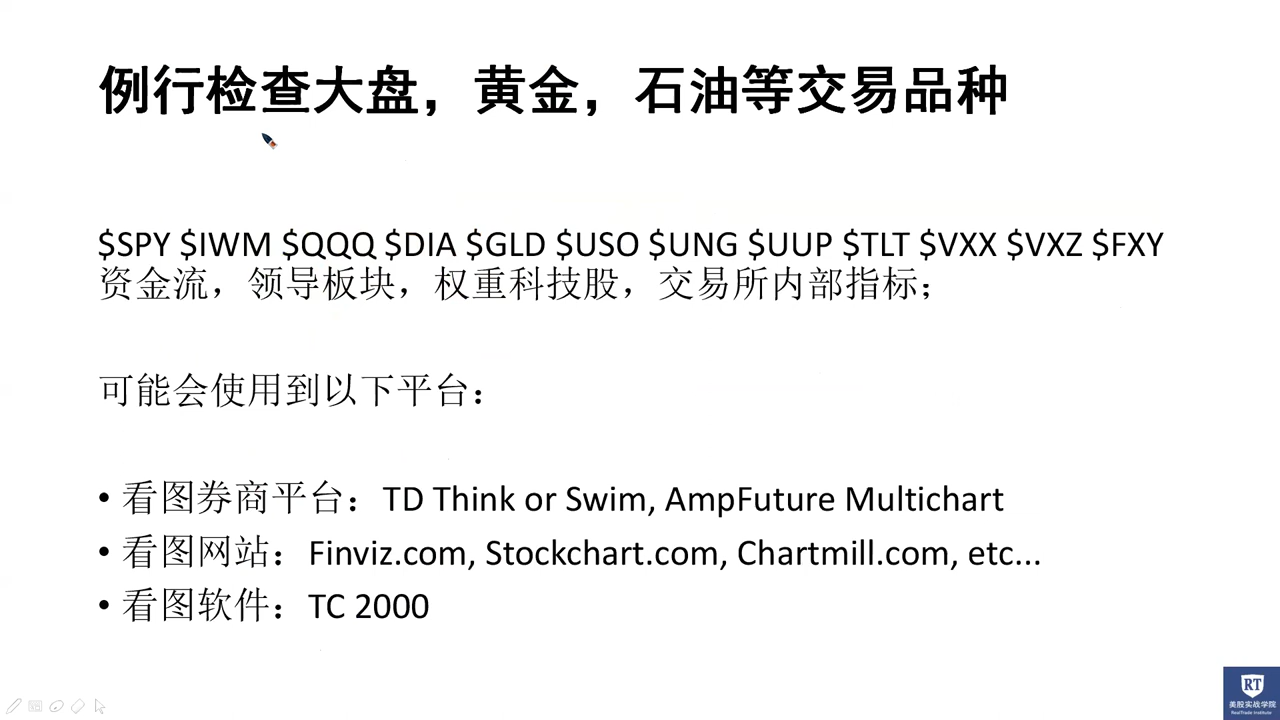 例行检查大盘，黄金，石油等交易品种
$SPY $IWM $QQQ $DIA $GLD $USO $UNG $UUP $TLT $VXX $VXZ $FXY
资金流，领导板块，权重科技股，交易所内部指标；
可能会使用到以下平台：
• 看图券商平台：TD Think or Swim, AmpFuture Multichart
• 看图网站：Finviz.com, Stockchart.com, Chartmill.com, etc...
• 看图软件：TC 2000
RT
美股实战学院
RealTrade Institute